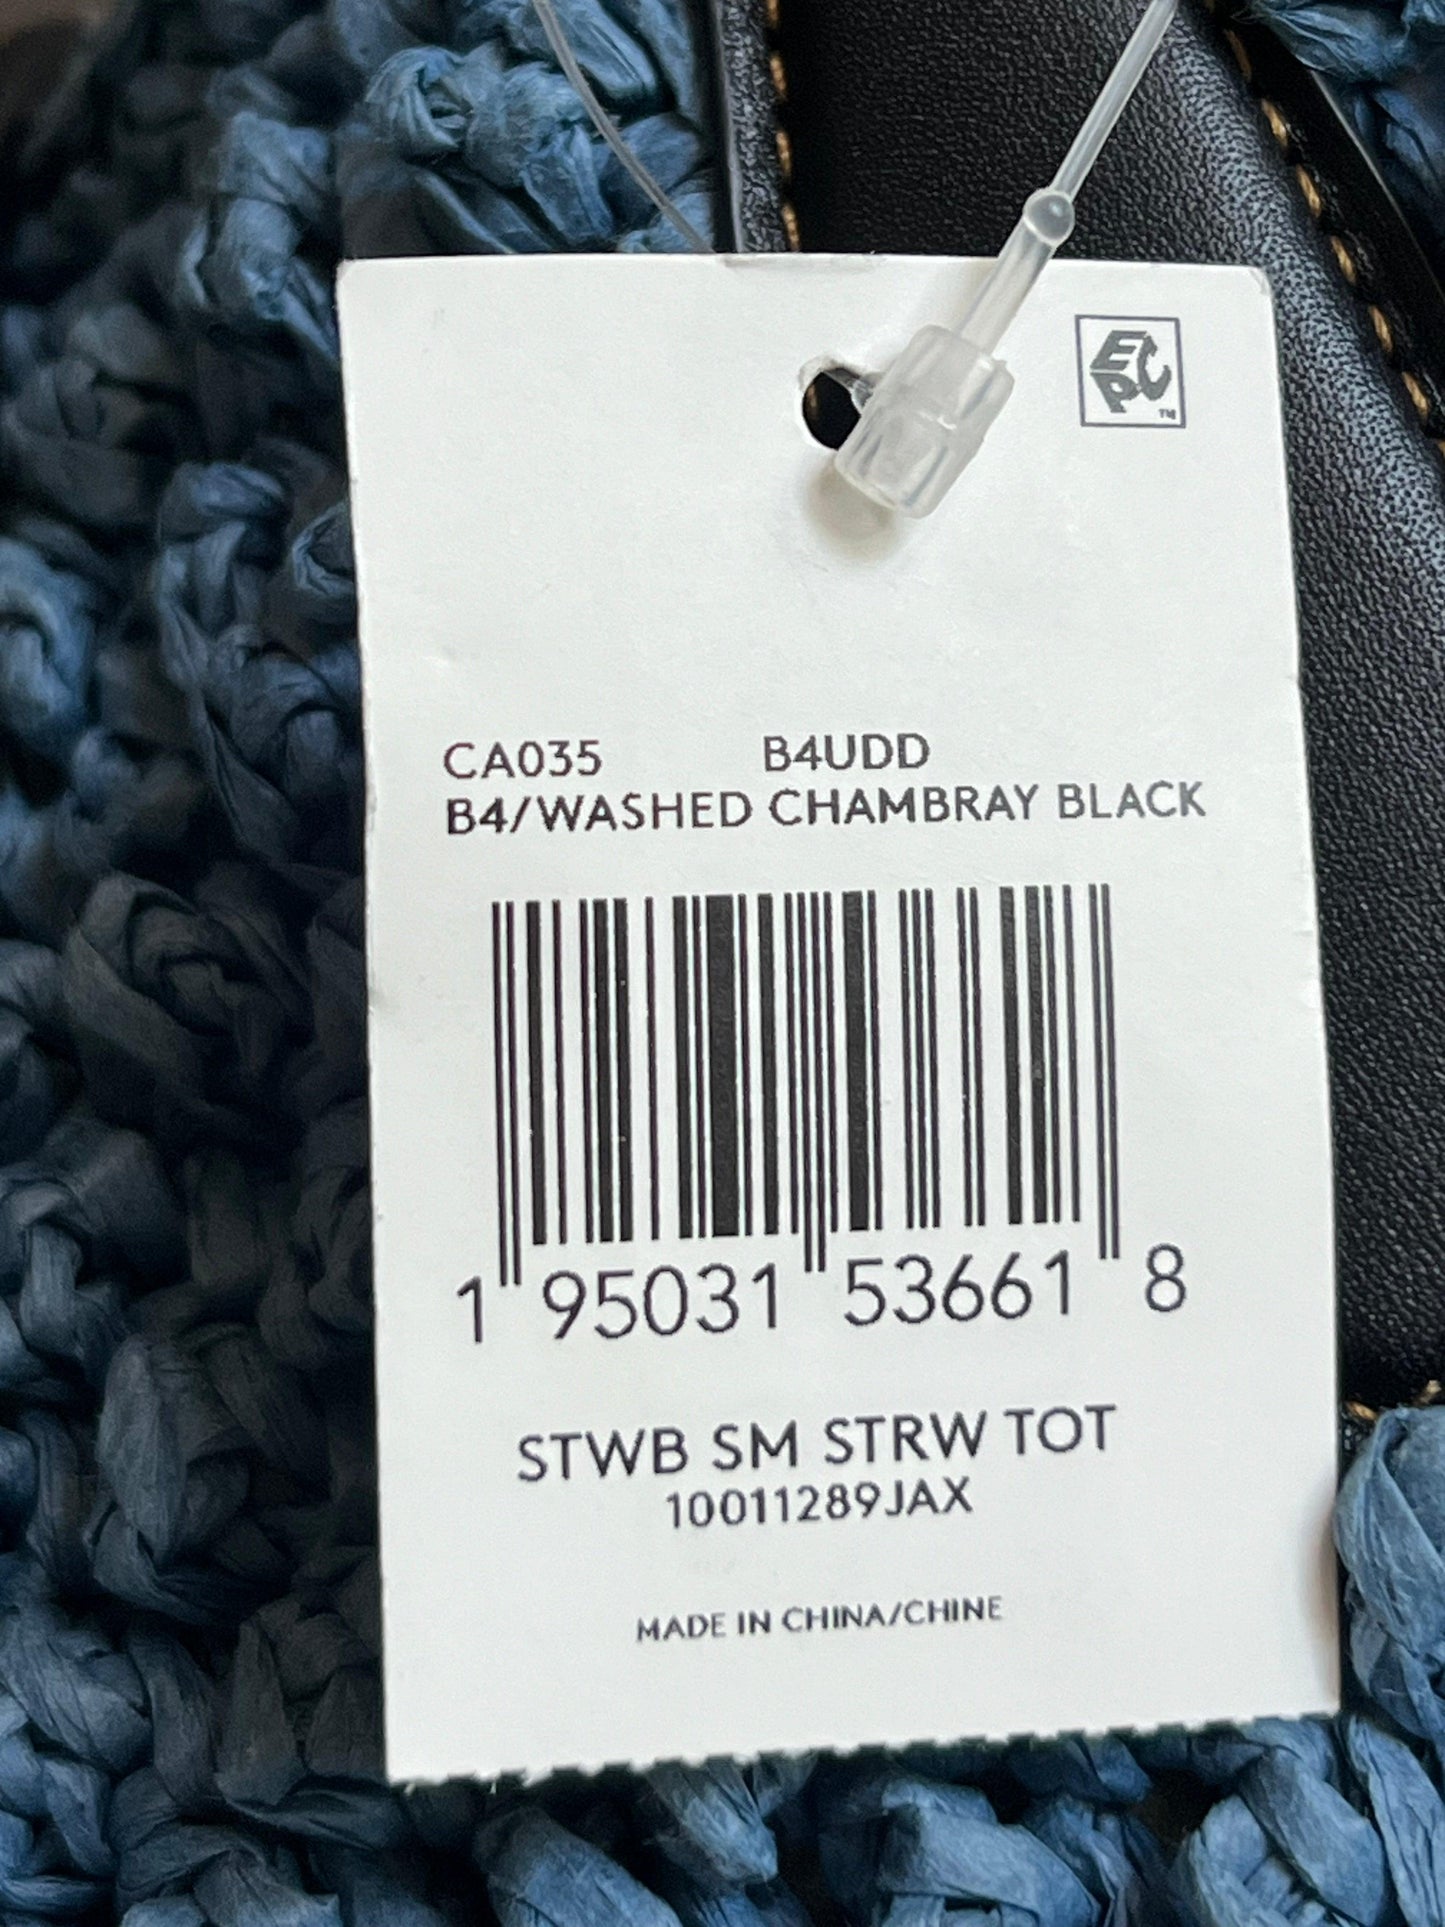 EPC™
CA035 B4UDD
B4/WASHED CHAMBRAY BLACK
1 95031 53661 8
STWB SM STRW TOT
10011289JAX
MADE IN CHINA/CHINE